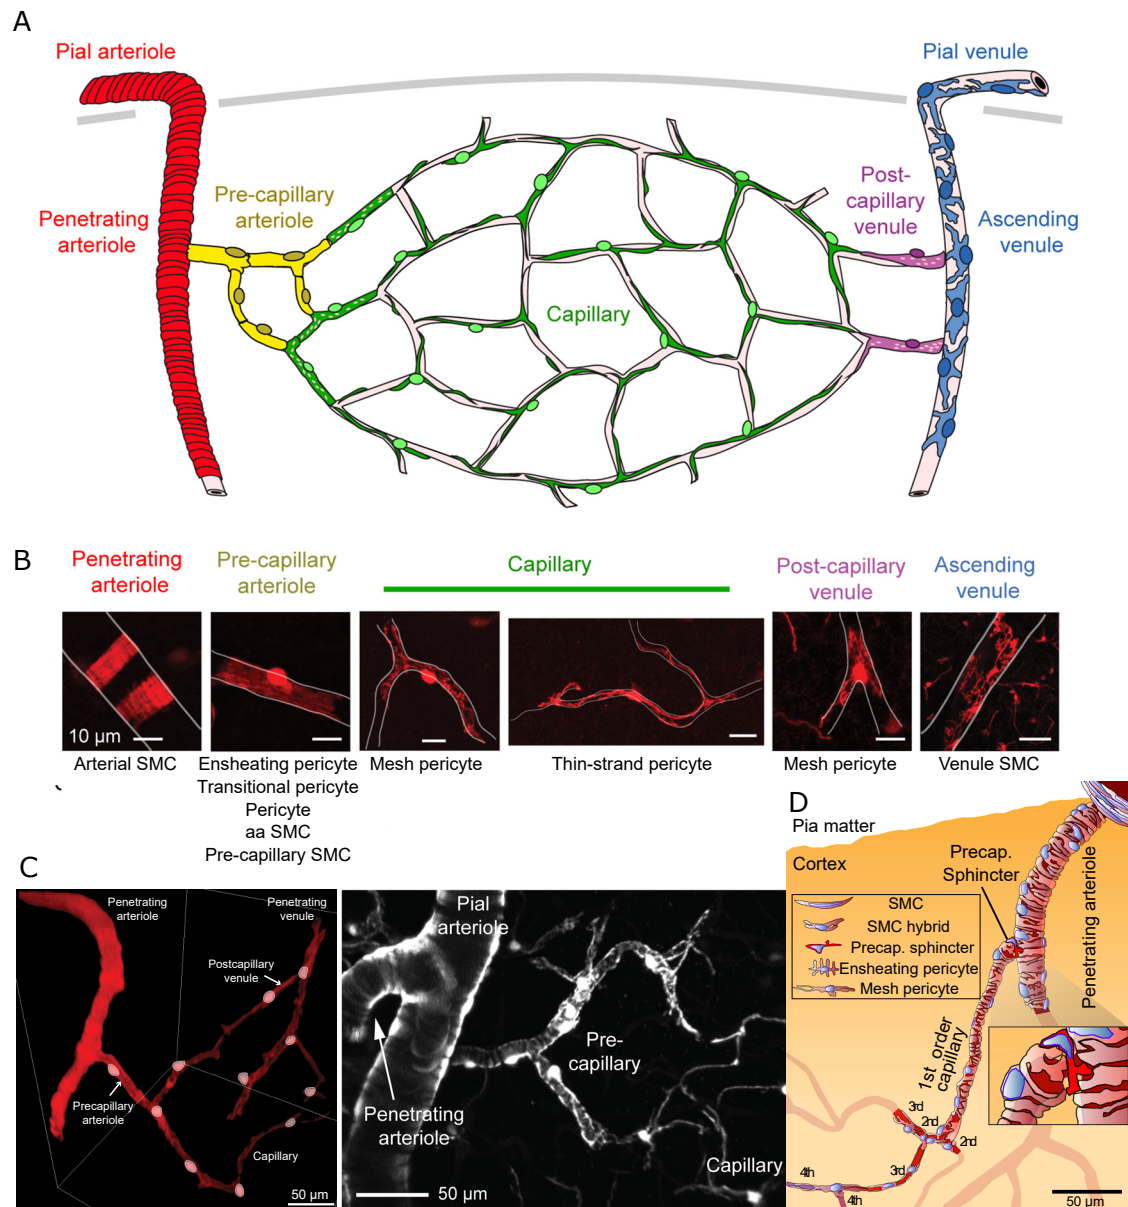 A
Pial arteriole
Pial venule
Penetrating
arteriole
Pre-capillary
arteriole
Post-
capillary
venule
Ascending
venule
Capillary
B
Penetrating
arteriole
Pre-capillary
arteriole
Capillary
Post-capillary
venule
Ascending
venule
10 µm
Arterial SMC
Ensheating pericyte
Transitional pericyte
Pericyte
aa SMC
Pre-capillary SMC
Mesh pericyte
Thin-strand pericyte
Mesh pericyte
Venule SMC
C
Penetrating
arteriole
Penetrating
venule
Postcapillary
venule
Precapillary
arteriole
Capillary
50 µm
Pial
arteriole
Pre-
capillary
Penetrating
arteriole
Capillary
50 µm
D
Pia matter
Cortex
Precap.
Sphincter
Penetrating arteriole
SMC
SMC hybrid
Precap. sphincter
Ensheating pericyte
Mesh pericyte
1st order
capillary
3rd
2nd
2nd
3rd
4th
4th
50 µm